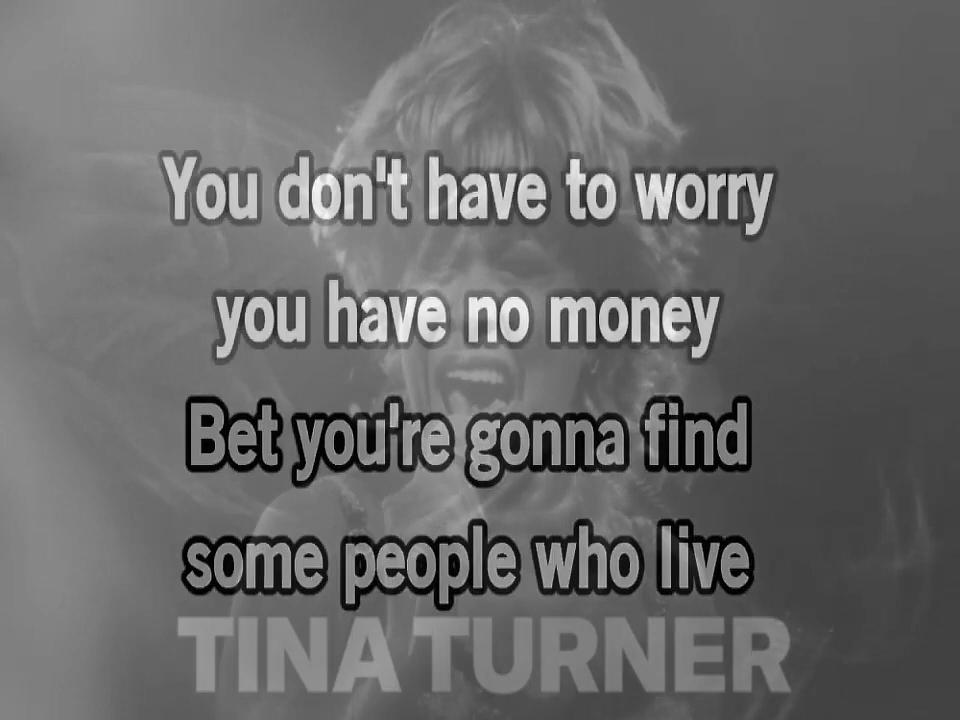 You don't have to worry
you have no money
Bet you're gonna find
some people who live
TINA TURNER